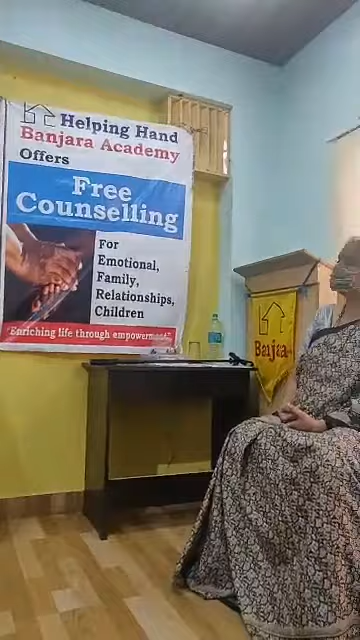 Helping Hand
Banjara Academy
Offers
Free
Counselling
For
Emotional,
Family,
Relationships,
Children
"Enriching life through empowerment"
Banjara